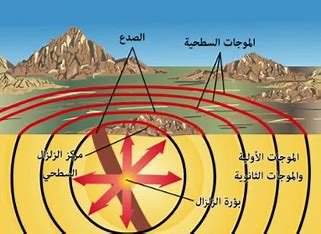 الموجات السطحية
الصدع
مركز الزلزال
السطحي
الموجات الأولية
والموجات الثانوية
بؤرة الزلزال